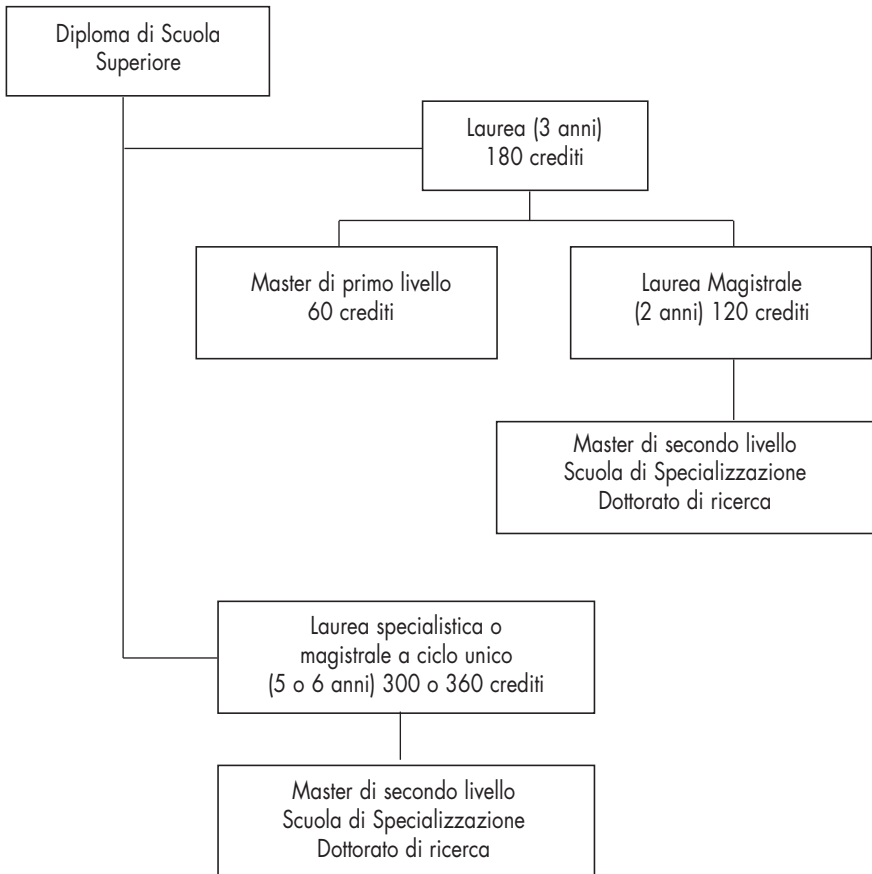 Diploma di Scuola
Superiore
Laurea (3 anni)
180 crediti
Master di primo livello
60 crediti
Laurea Magistrale
(2 anni) 120 crediti
Master di secondo livello
Scuola di Specializzazione
Dottorato di ricerca
Laurea specialistica o
magistrale a ciclo unico
(5 o 6 anni) 300 o 360 crediti
Master di secondo livello
Scuola di Specializzazione
Dottorato di ricerca